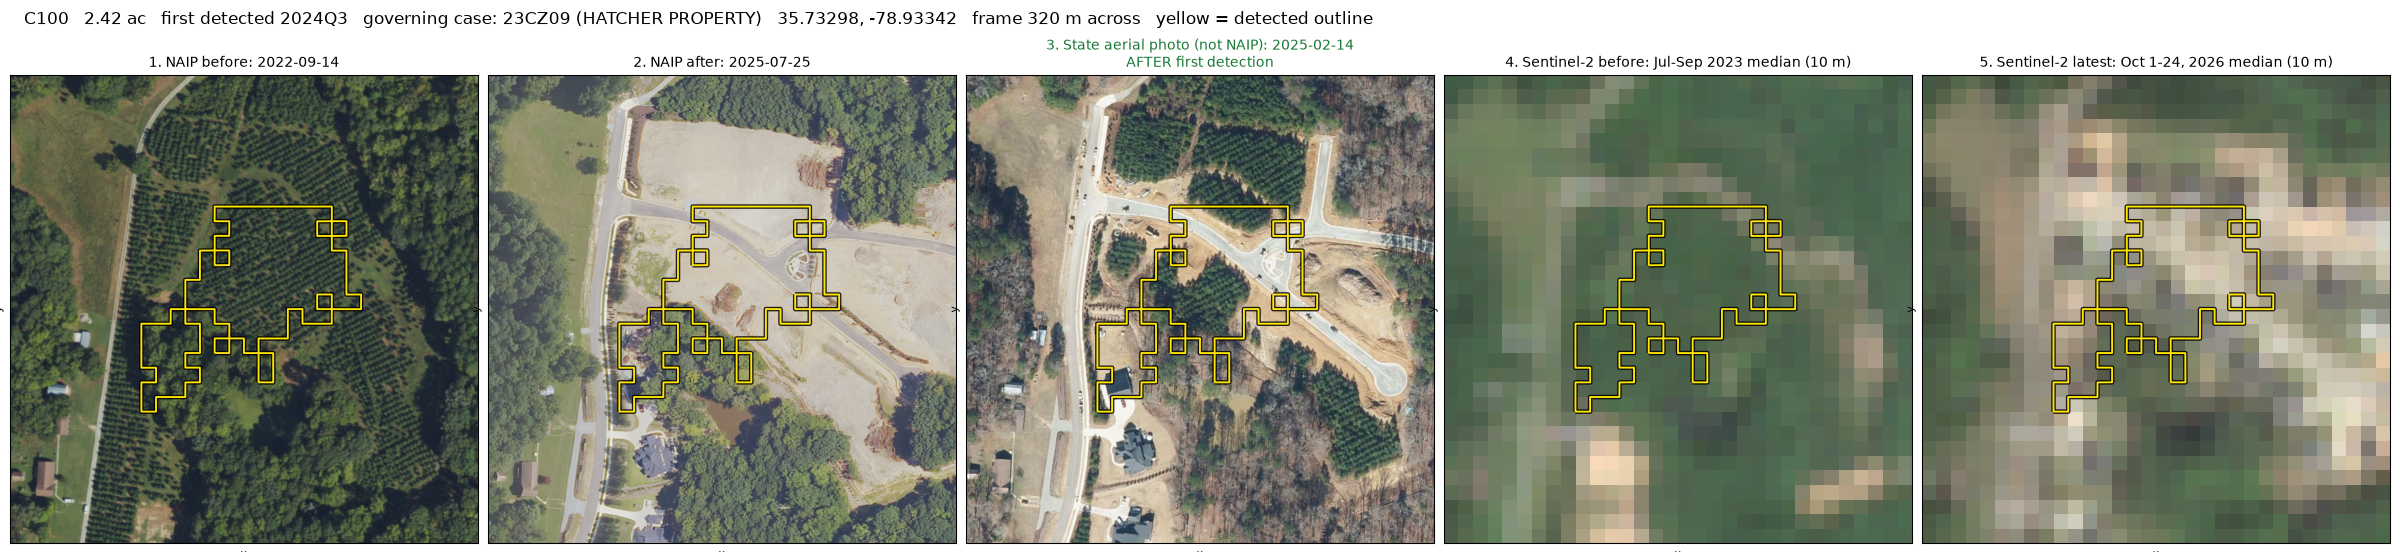 C100   2.42 ac   first detected 2024Q3   governing case: 23CZ09 (HATCHER PROPERTY)   35.73298, -78.93342   frame 320 m across   yellow = detected outline
1. NAIP before: 2022-09-14
2. NAIP after: 2025-07-25
3. State aerial photo (not NAIP): 2025-02-14
AFTER first detection
4. Sentinel-2 before: Jul-Sep 2023 median (10 m)
5. Sentinel-2 latest: Oct 1-24, 2026 median (10 m)